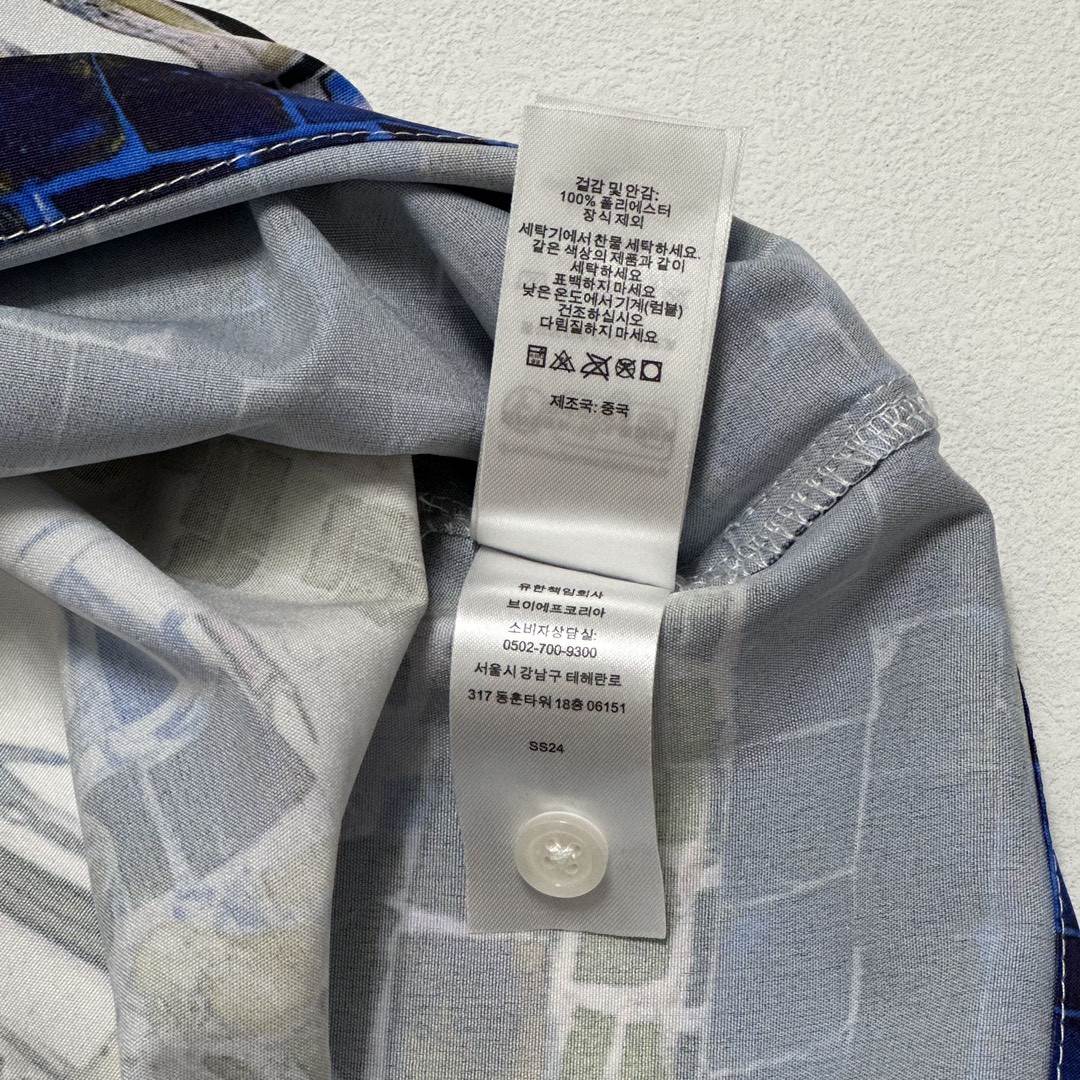 겉감 및 안감:
100% 폴리에스터
장식 제외
세탁기에서 찬물 세탁하세요.
같은 색상의 제품과 같이
세탁하세요
표백하지 마세요
낮은 온도에서 기계(텀블)
건조하십시오
다림질하지 마세요
제조국: 중국
유한책임회사
브이에프코리아
소비자상담실:
0502-700-9300
서울시 강남구 테헤란로
317 동훈타워 18층 06151
SS24